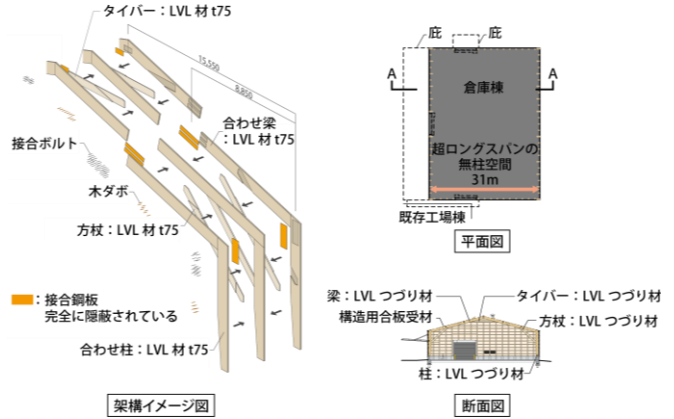 タイバー：LVL 材 t75
15,550
8,850
合わせ梁
：LVL 材 t75
接合ボルト
木ダボ
方杖：LVL 材 t75
：接合鋼板
完全に隠蔽されている
合わせ柱：LVL 材 t75
架構イメージ図
庇
庇
A
A
倉庫棟
超ロングスパンの
無柱空間
31m
既存工場棟
平面図
梁：LVL つづり材
タイバー：LVL つづり材
構造用合板受材
方杖：LVL つづり材
柱：LVL つづり材
断面図